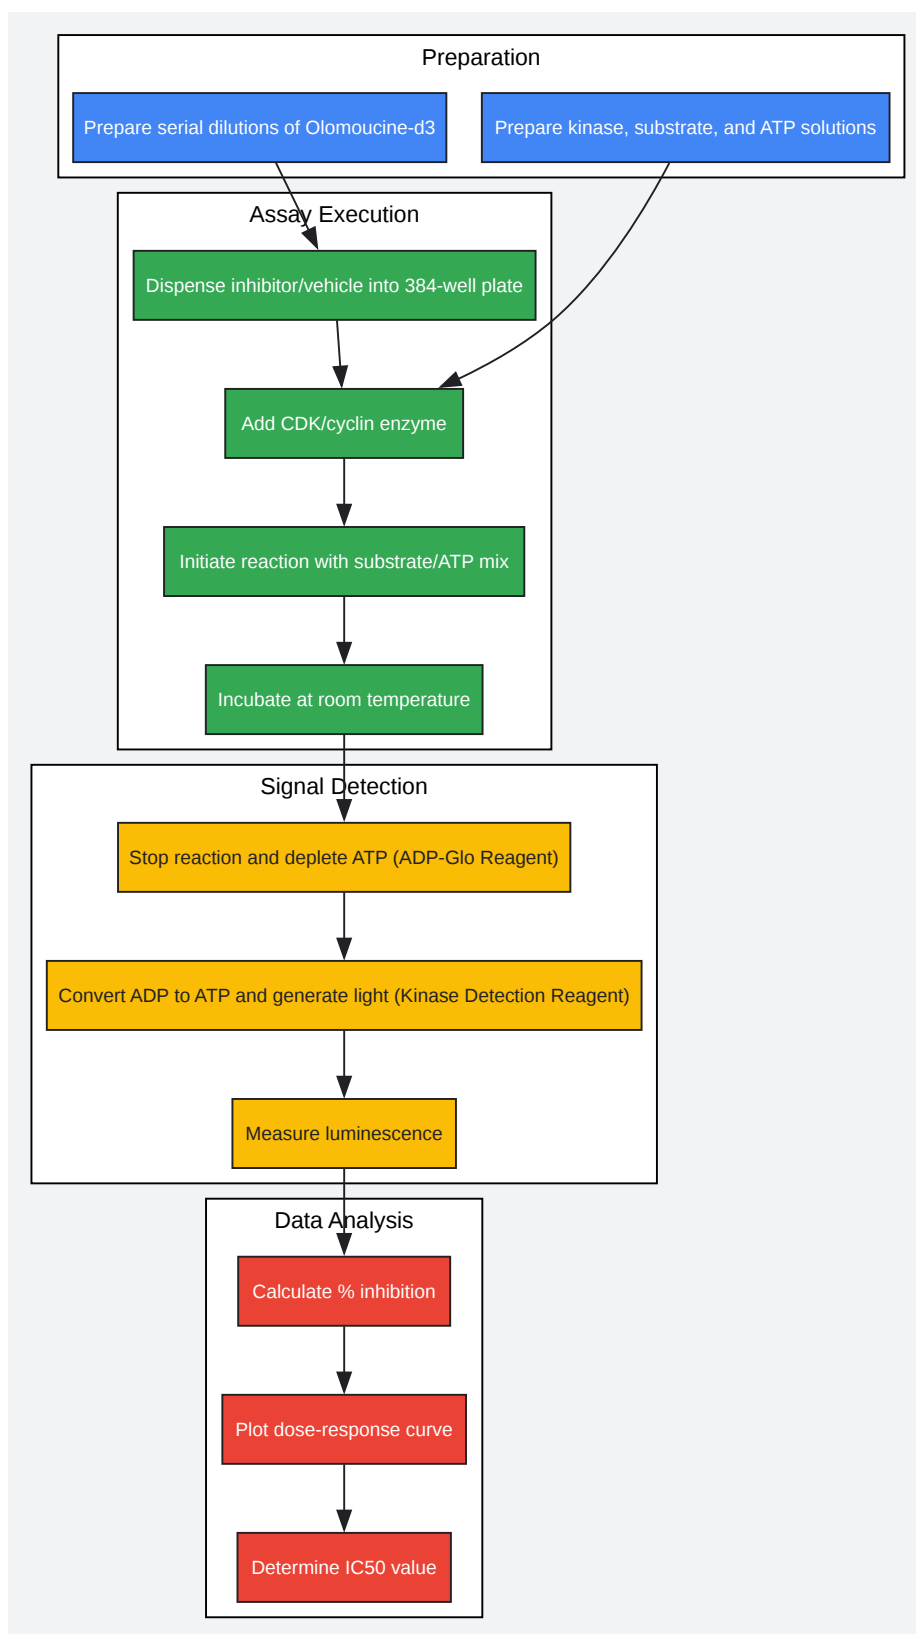 Preparation
Prepare serial dilutions of Olomoucine-d3
Prepare kinase, substrate, and ATP solutions
Assay Execution
Dispense inhibitor/vehicle into 384-well plate
Add CDK/cyclin enzyme
Initiate reaction with substrate/ATP mix
Incubate at room temperature
Signal Detection
Stop reaction and deplete ATP (ADP-Glo Reagent)
Convert ADP to ATP and generate light (Kinase Detection Reagent)
Measure luminescence
Data Analysis
Calculate % inhibition
Plot dose-response curve
Determine IC50 value